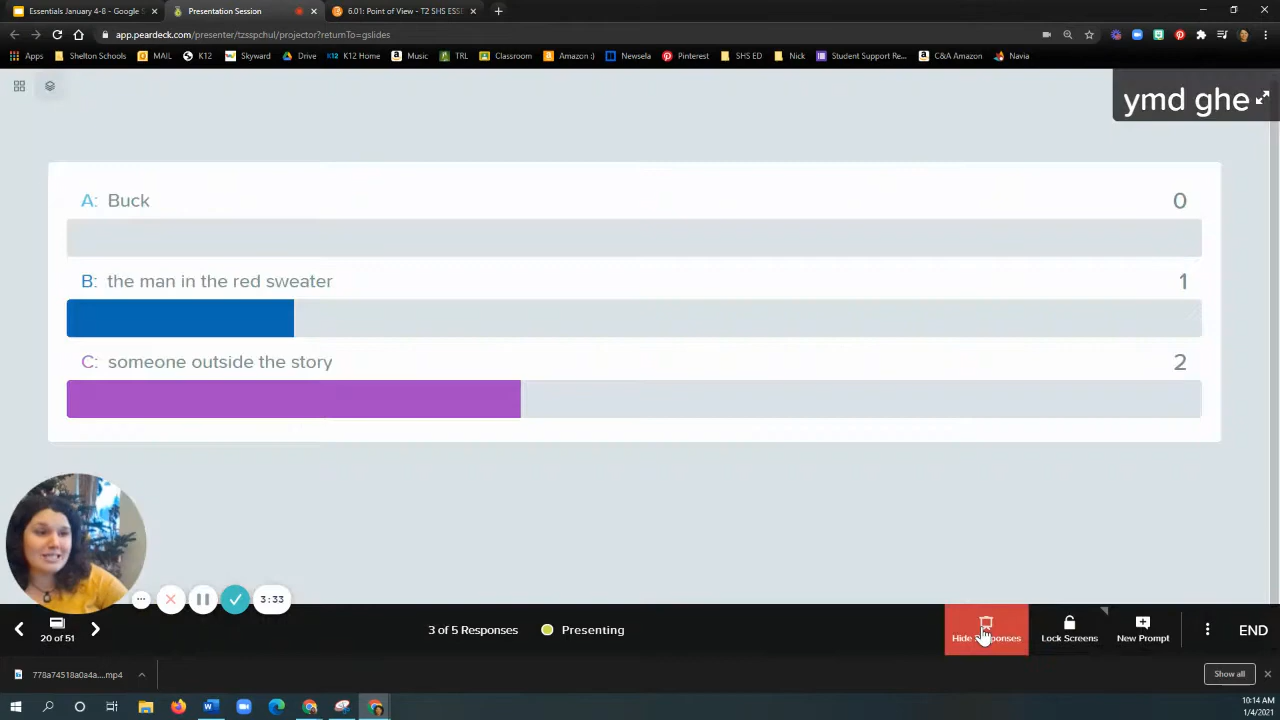 Essentials January 4-8 - Google S
Presentation Session
6.01: Point of View - T2 SHS ESSE
app.peardeck.com/presenter/tzsspchul/projector?returnTo=gslides
Apps
Shelton Schools
MAIL
K12
Skyward
Drive
K12 Home
Music
TRL
Classroom
Amazon :)
Newsela
Pinterest
SHS ED
Nick
Student Support Re...
C&A Amazon
Navia
ymd ghe
A: Buck 0
B: the man in the red sweater 1
C: someone outside the story 2
3:33
20 of 51
3 of 5 Responses
Presenting
Hide Responses
Lock Screens
New Prompt
END
778a74518a0a4a....mp4
Show all
10:14 AM
1/4/2021